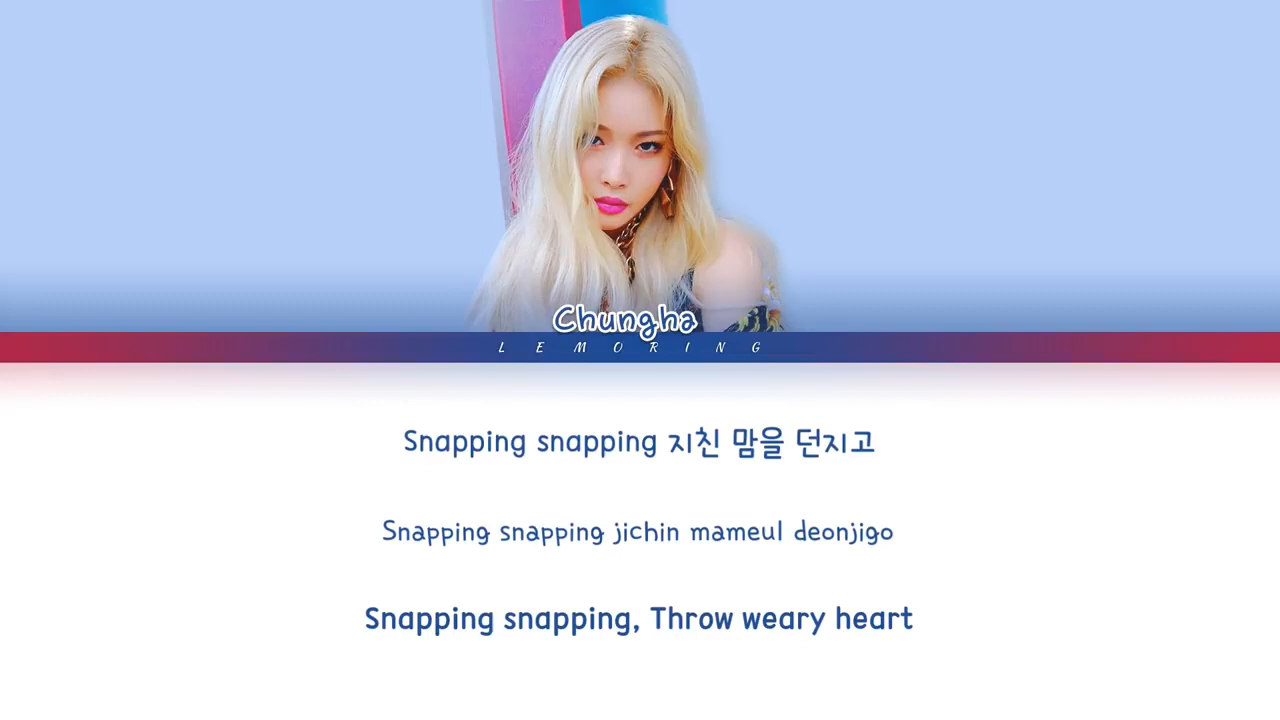 Chungha
LEMORING
Snapping snapping 지친 맘을 던지고
Snapping snapping jichin mameul deonjigo
Snapping snapping, Throw weary heart